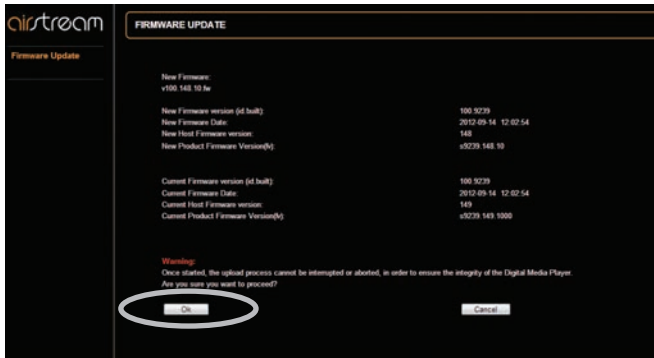 airstream
FIRMWARE UPDATE
Firmware Update
New Firmware:
v100.148.10.fw
New Firmware version (id.built): 100.9239
New Firmware Date: 2012-09-14 12:02:54
New Host Firmware version: 148
New Product Firmware Version(fv): s9239.148.10
Current Firmware version (id.built): 100.9239
Current Firmware Date: 2012-09-14 12:02:54
Current Host Firmware version: 149
Current Product Firmware Version(fv): s9239.149.1000
Warning:
Once started, the upload process cannot be interrupted or aborted, in order to ensure the integrity of the Digital Media Player.
Are you sure you want to proceed?
Ok Cancel